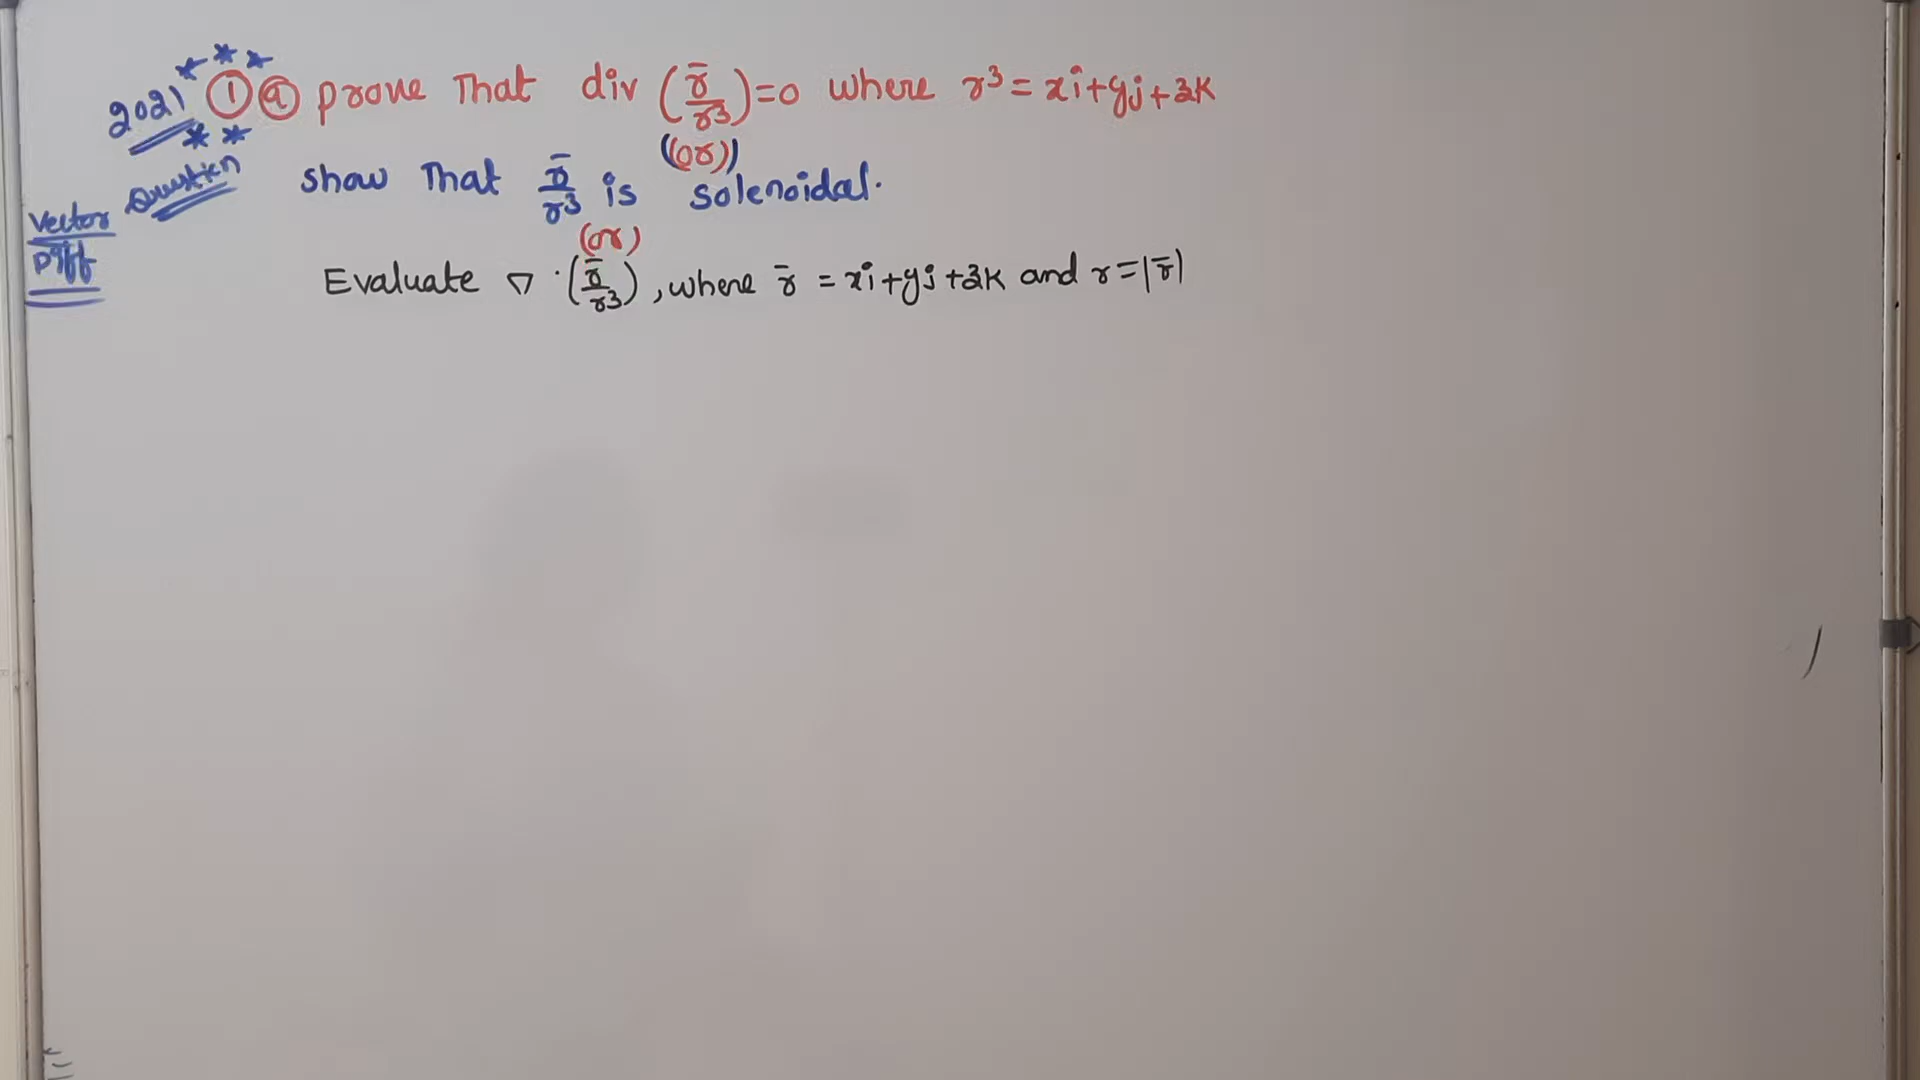 2021 *** ① ⓐ prove That div (r̄/r³)=0 where r³ = xi+yj+zk
** Question
((or))
show That r̄/r³ is solenoidal.
Vector
Diff
(or)
Evaluate ▽ · (r̄/r³), where r̄ = xi+yj+zk and r=|r̄|